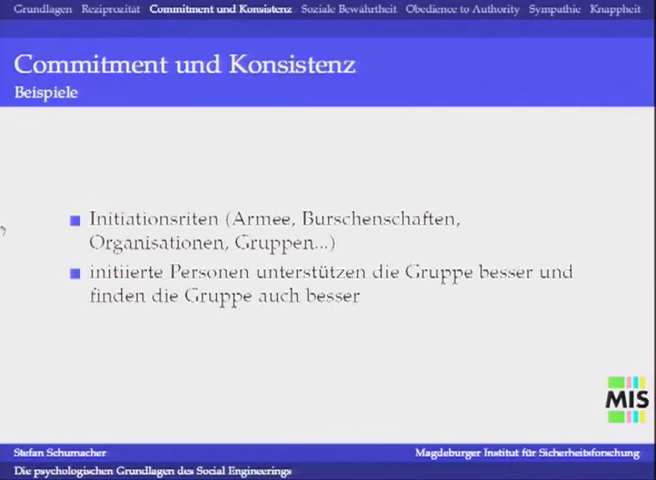 Grundlagen Reziprozität Commitment und Konsistenz Soziale Bewährtheit Obedience to Authority Sympathie Knappheit
Commitment und Konsistenz
Beispiele
Initiationsriten (Armee, Burschenschaften,
Organisationen, Gruppen...)
initiierte Personen unterstützen die Gruppe besser und
finden die Gruppe auch besser
MIS
Stefan Schumacher Magdeburger Institut für Sicherheitsforschung
Die psychologischen Grundlagen des Social Engineerings